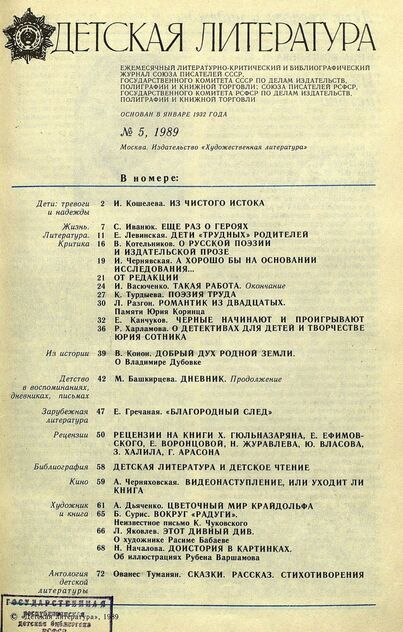 ДЕТСКАЯ ЛИТЕРАТУРА
ЕЖЕМЕСЯЧНЫЙ ЛИТЕРАТУРНО-КРИТИЧЕСКИЙ И БИБЛИОГРАФИЧЕСКИЙ
ЖУРНАЛ СОЮЗА ПИСАТЕЛЕЙ СССР,
ГОСУДАРСТВЕННОГО КОМИТЕТА СССР ПО ДЕЛАМ ИЗДАТЕЛЬСТВ,
ПОЛИГРАФИИ И КНИЖНОЙ ТОРГОВЛИ; СОЮЗА ПИСАТЕЛЕЙ РСФСР,
ГОСУДАРСТВЕННОГО КОМИТЕТА РСФСР ПО ДЕЛАМ ИЗДАТЕЛЬСТВ,
ПОЛИГРАФИИ И КНИЖНОЙ ТОРГОВЛИ
ОСНОВАН В ЯНВАРЕ 1932 ГОДА
№ 5, 1989
Москва. Издательство «Художественная литература»
В номере:
Дети: тревоги 2 И. Кошелева. ИЗ ЧИСТОГО ИСТОКА
и надежды
Жизнь. 7 С. Иванюк. ЕЩЕ РАЗ О ГЕРОЯХ
Литература. 11 Е. Левинская. ДЕТИ «ТРУДНЫХ» РОДИТЕЛЕЙ
Критика 16 В. Котельников. О РУССКОЙ ПОЭЗИИ
И ИЗДАТЕЛЬСКОЙ ПРОЗЕ
19 И. Чернявская. А ХОРОШО БЫ НА ОСНОВАНИИ
ИССЛЕДОВАНИЯ...
21 ОТ РЕДАКЦИИ
24 И. Васюченко. ТАКАЯ РАБОТА. Окончание
27 К. Турдыева. ПОЭЗИЯ ТРУДА
30 Л. Разгон. РОМАНТИК ИЗ ДВАДЦАТЫХ.
Памяти Юрия Коринца
32 Е. Канчуков. ЧЕРНЫЕ НАЧИНАЮТ И ПРОИГРЫВАЮТ
36 Р. Харламова. О ДЕТЕКТИВАХ ДЛЯ ДЕТЕЙ И ТВОРЧЕСТВЕ
ЮРИЯ СОТНИКА
Из истории 39 В. Конон. ДОБРЫЙ ДУХ РОДНОЙ ЗЕМЛИ.
О Владимире Дубовке
Детство 42 М. Башкирцева. ДНЕВНИК. Продолжение
в воспоминаниях,
дневниках, письмах
Зарубежная 47 Е. Гречаная. «БЛАГОРОДНЫЙ СЛЕД»
литература
Рецензии 50 РЕЦЕНЗИИ НА КНИГИ Х. ГЮЛЬНАЗАРЯНА, Е. ЕФИМОВ-
СКОГО, Е. ВОРОНЦОВОЙ, Н. ЖУРАВЛЕВА, Ю. ВЛАСОВА,
З. ХАЛИЛА, Г. АРАСОНА
Библиография 58 ДЕТСКАЯ ЛИТЕРАТУРА И ДЕТСКОЕ ЧТЕНИЕ
Кино 59 А. Черняховская. ВИДЕОНАСТУПЛЕНИЕ, ИЛИ УХОДИТ ЛИ
КНИГА
Художник 61 А. Дьяченко. ЦВЕТОЧНЫЙ МИР КРАЙДОЛЬФА
и книга 65 Б. Сурис. ВОКРУГ «РАДУГИ».
Неизвестное письмо К. Чуковского
66 Л. Яковлев. ЭТОТ ДИВНЫЙ ДИВ.
О художнике Расиме Бабаеве
68 Н. Началова. ДОИСТОРИЯ В КАРТИНКАХ.
Об иллюстрациях Рубена Варшамова
Антология 72 Ованес Туманян. СКАЗКИ. РАССКАЗ. СТИХОТВОРЕНИЯ
детской
литературы
ГОСУДАРСТВЕННАЯ
республиканская
© «Детская литература», 1989
детская библиотека
РСФСР